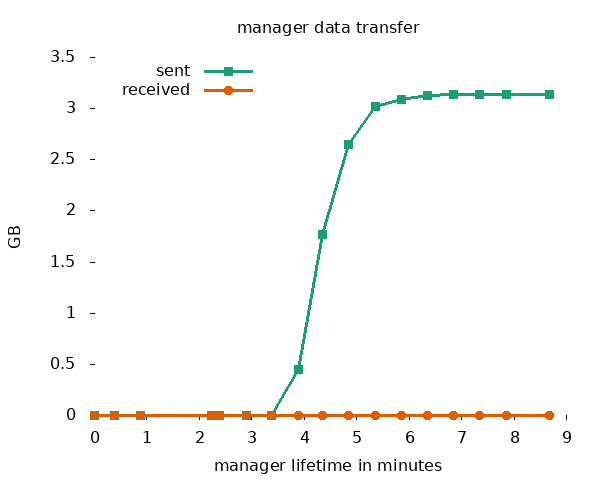 manager data transfer
sent
received
3.5
3
2.5
2
1.5
1
0.5
0
GB
0 1 2 3 4 5 6 7 8 9
manager lifetime in minutes